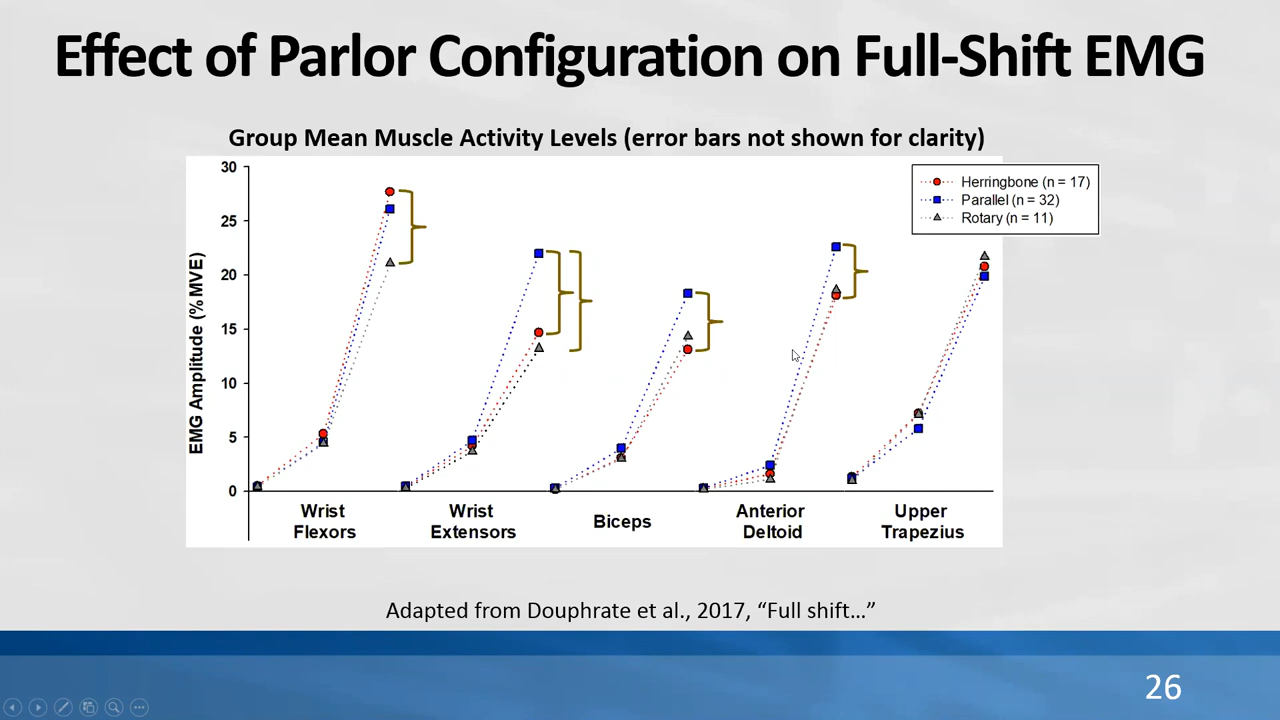 Effect of Parlor Configuration on Full-Shift EMG
Group Mean Muscle Activity Levels (error bars not shown for clarity)
EMG Amplitude (%MVE)
30
25
20
15
10
5
0
Herringbone (n = 17)
Parallel (n = 32)
Rotary (n = 11)
Wrist
Flexors
Wrist
Extensors
Biceps
Anterior
Deltoid
Upper
Trapezius
Adapted from Douphrate et al., 2017, “Full shift…”
26